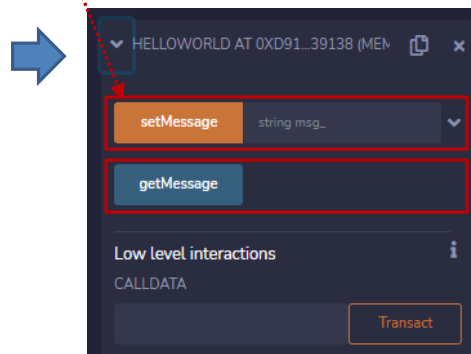 HELLOWORLD AT 0XD91...39138 (MEM
setMessage string msg_
getMessage
Low level interactions
CALLDATA
Transact